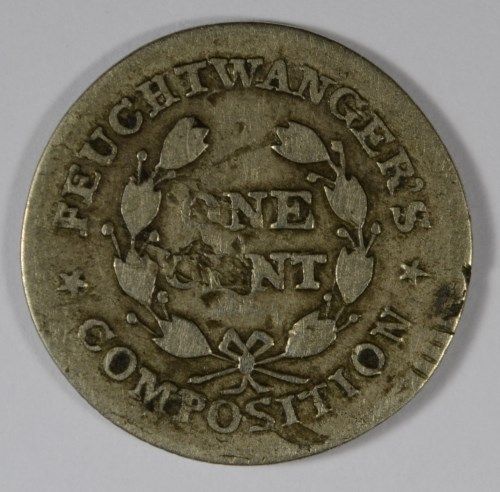 FEUCHTWANGER'S
ONE
CENT
COMPOSITION